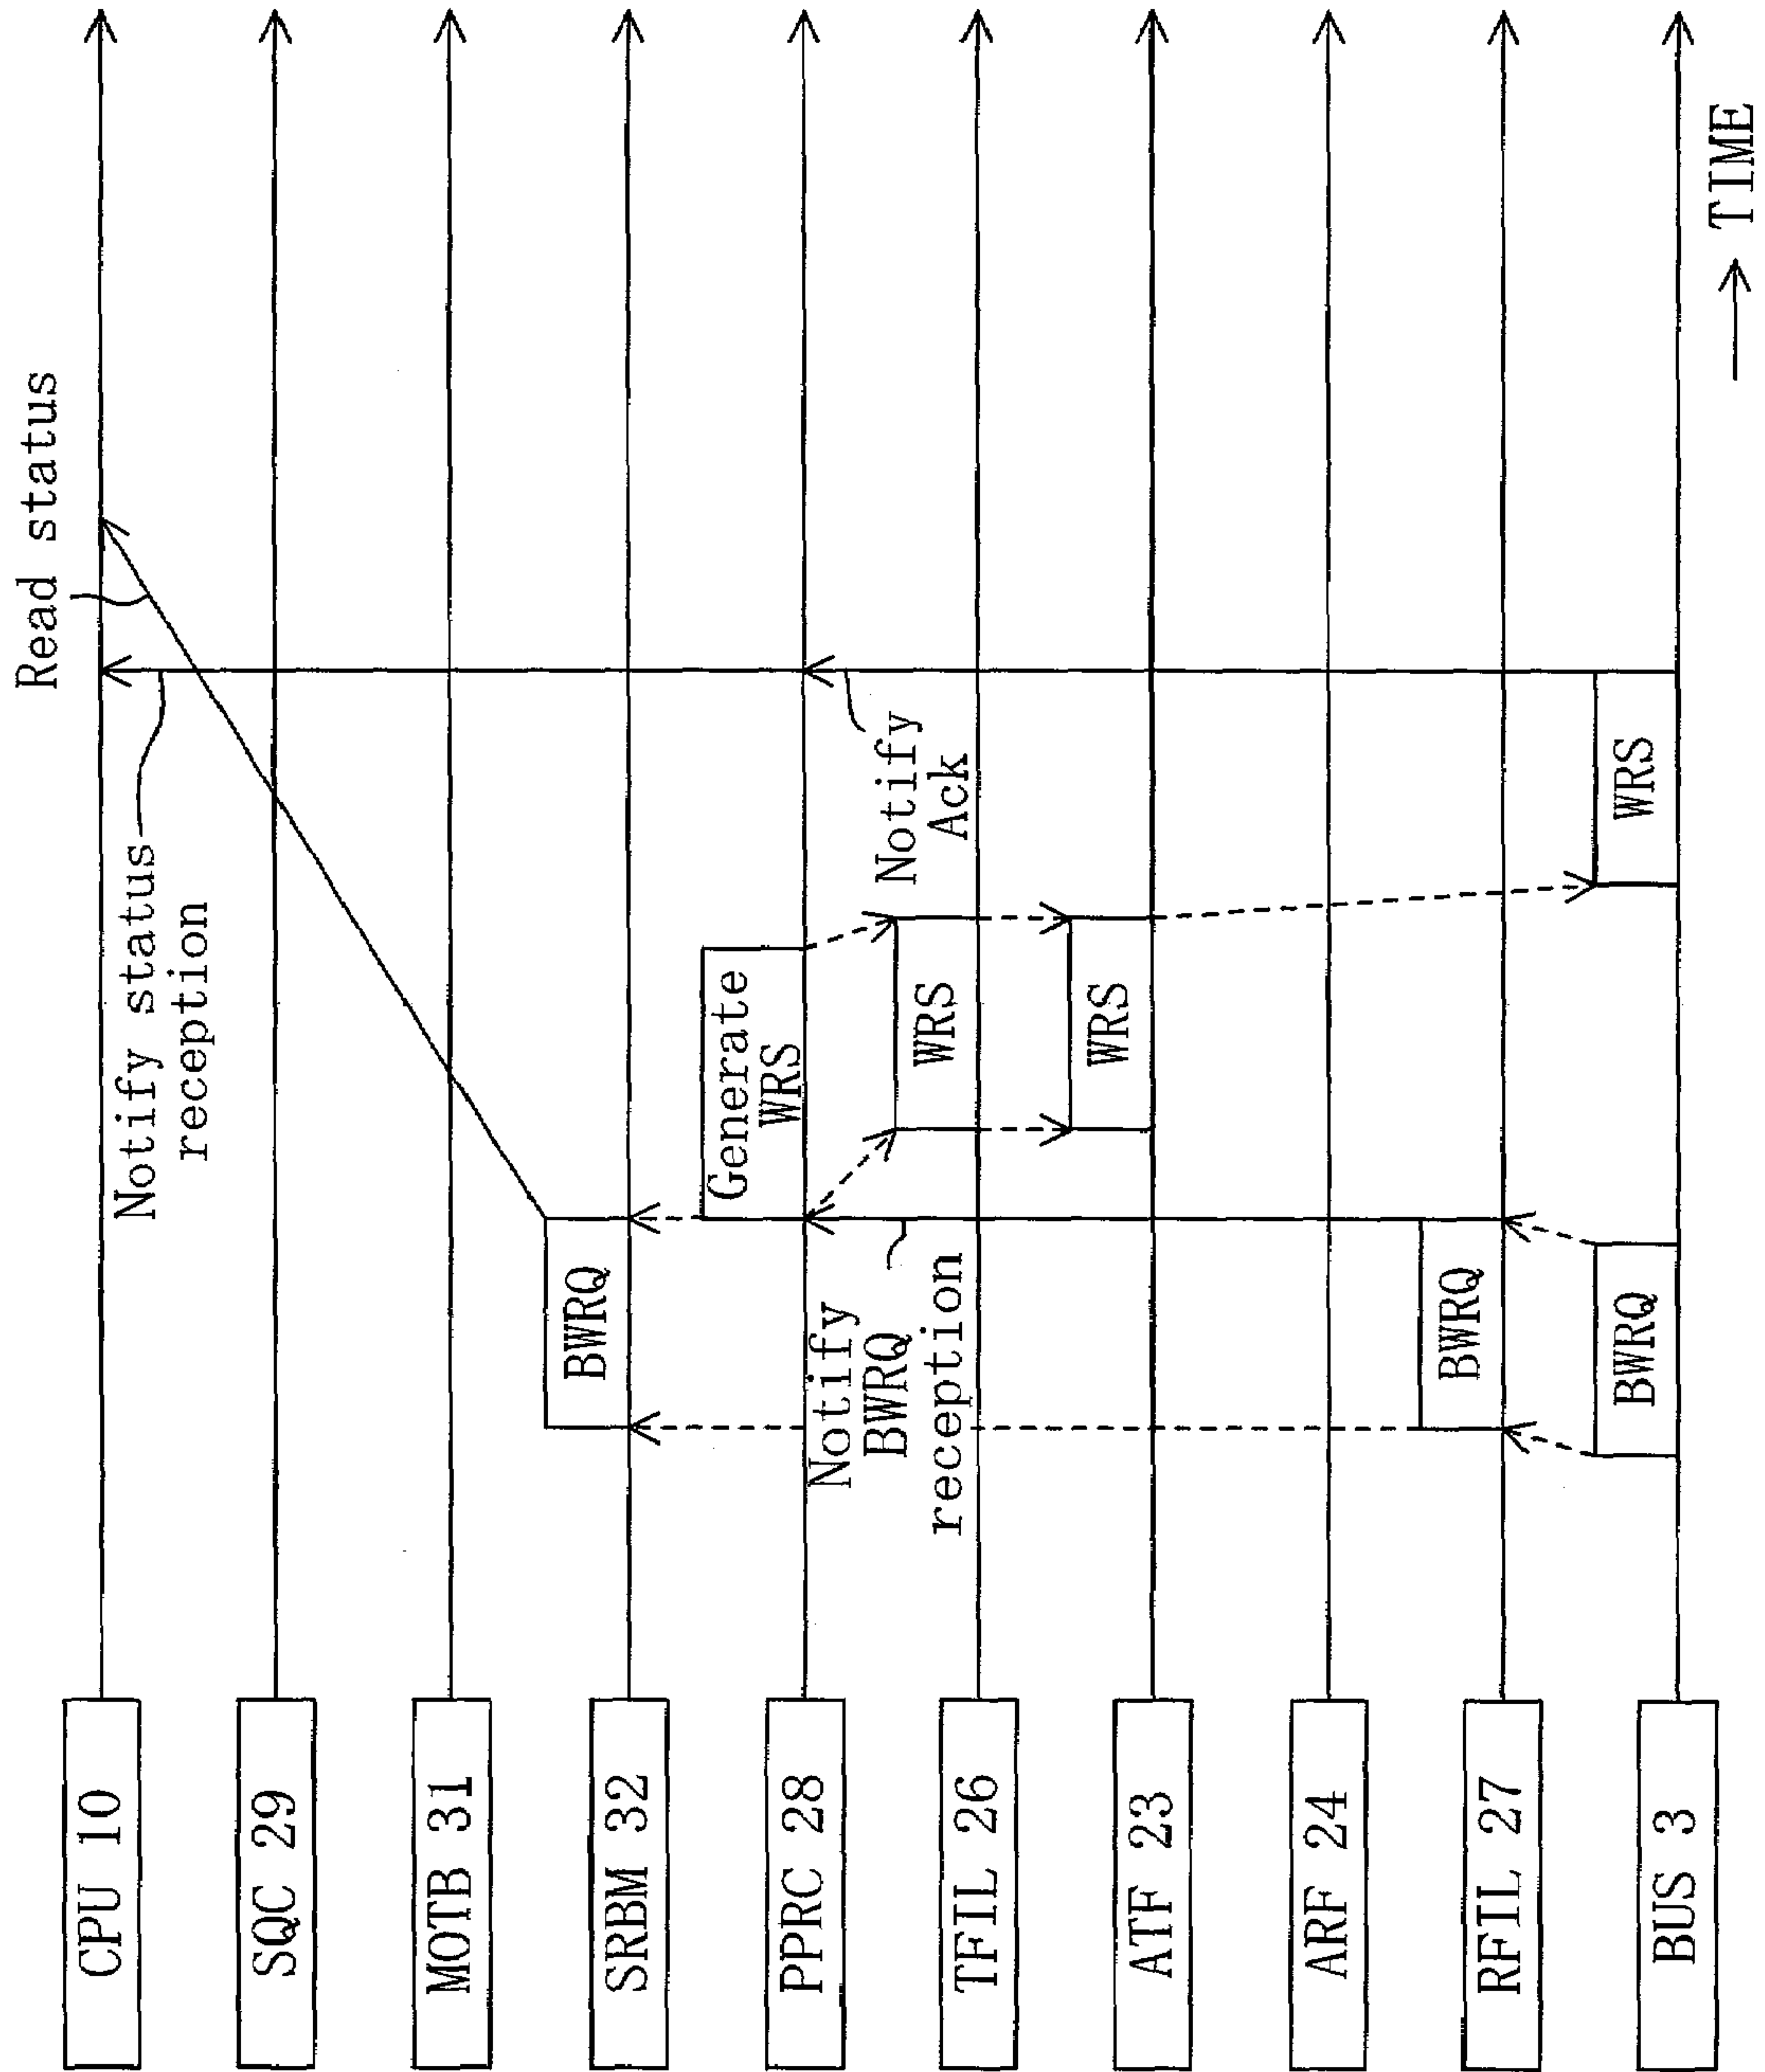 Read status
Notify status
reception
Generate
WRS
Notify
Ack
WRS
WRS
WRS
BWRQ
Notify
BWRQ
reception
BWRQ
BWRQ
CPU 10
SQC 29
MOTB 31
SRBM 32
PPRC 28
TFIL 26
ATF 23
ARF 24
RFIL 27
BUS 3
TIME